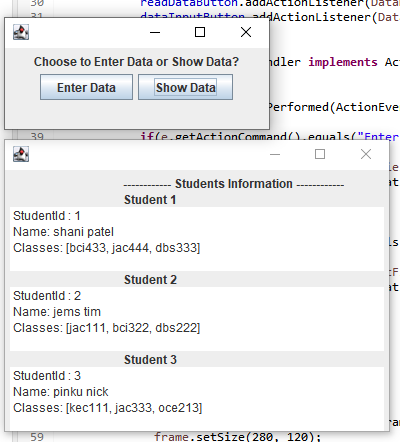 30 readDataButton.addActionListener(Data
31 dataInputButton.addActionListener(Dat
Choose to Enter Data or Show Data?
ndler implements Ac
Enter Data
Show Data
Performed(ActionEve
39 if(e.getActionCommand().equals("Enter
------------ Students Information ------------
Student 1
StudentId : 1
Name: shani patel
Classes: [bci433, jac444, dbs333]
Student 2
StudentId : 2
Name: jems tim
Classes: [jac111, bci322, dbs222]
Student 3
StudentId : 3
Name: pinku nick
Classes: [kec111, jac333, oce213]
59 frame.setSize(280, 120);